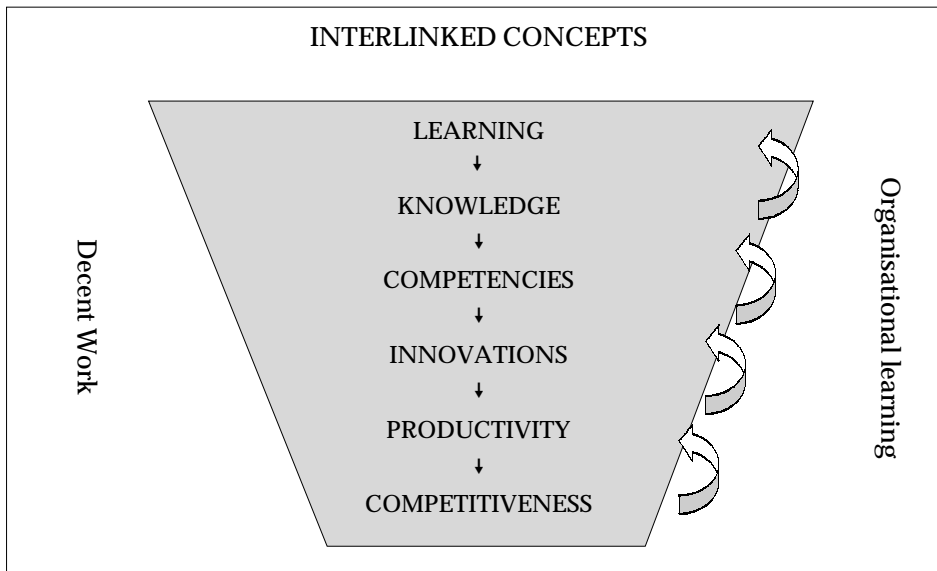 INTERLINKED CONCEPTS
LEARNING
KNOWLEDGE
COMPETENCIES
INNOVATIONS
PRODUCTIVITY
COMPETITIVENESS
Decent Work
Organisational learning